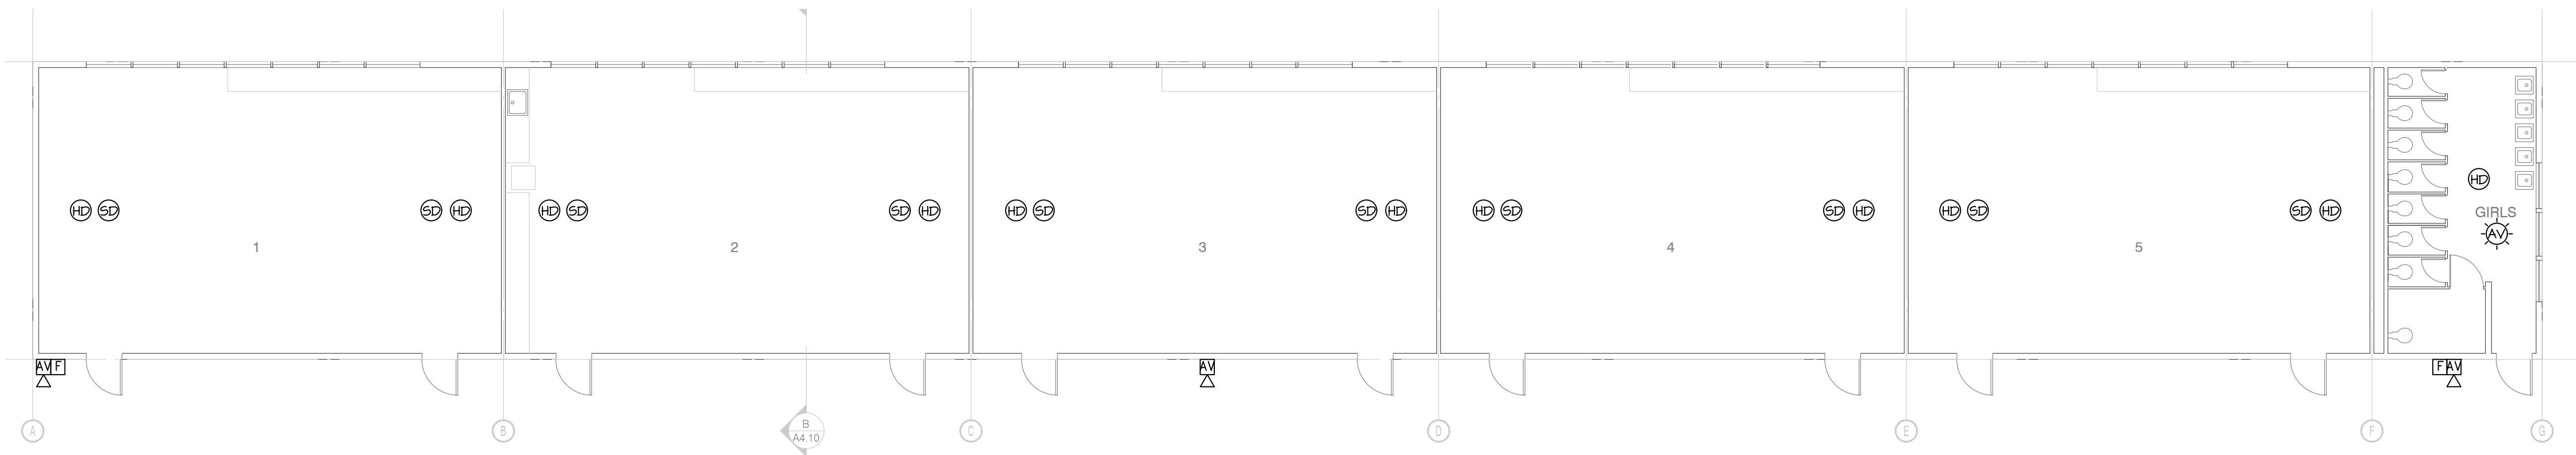 HD SD SD HD HD SD SD HD HD SD SD HD HD SD SD HD HD SD SD HD HD
GIRLS
AV
1 2 3 4 5
AV F AV F AV
A B C D E F G
B
A4.10